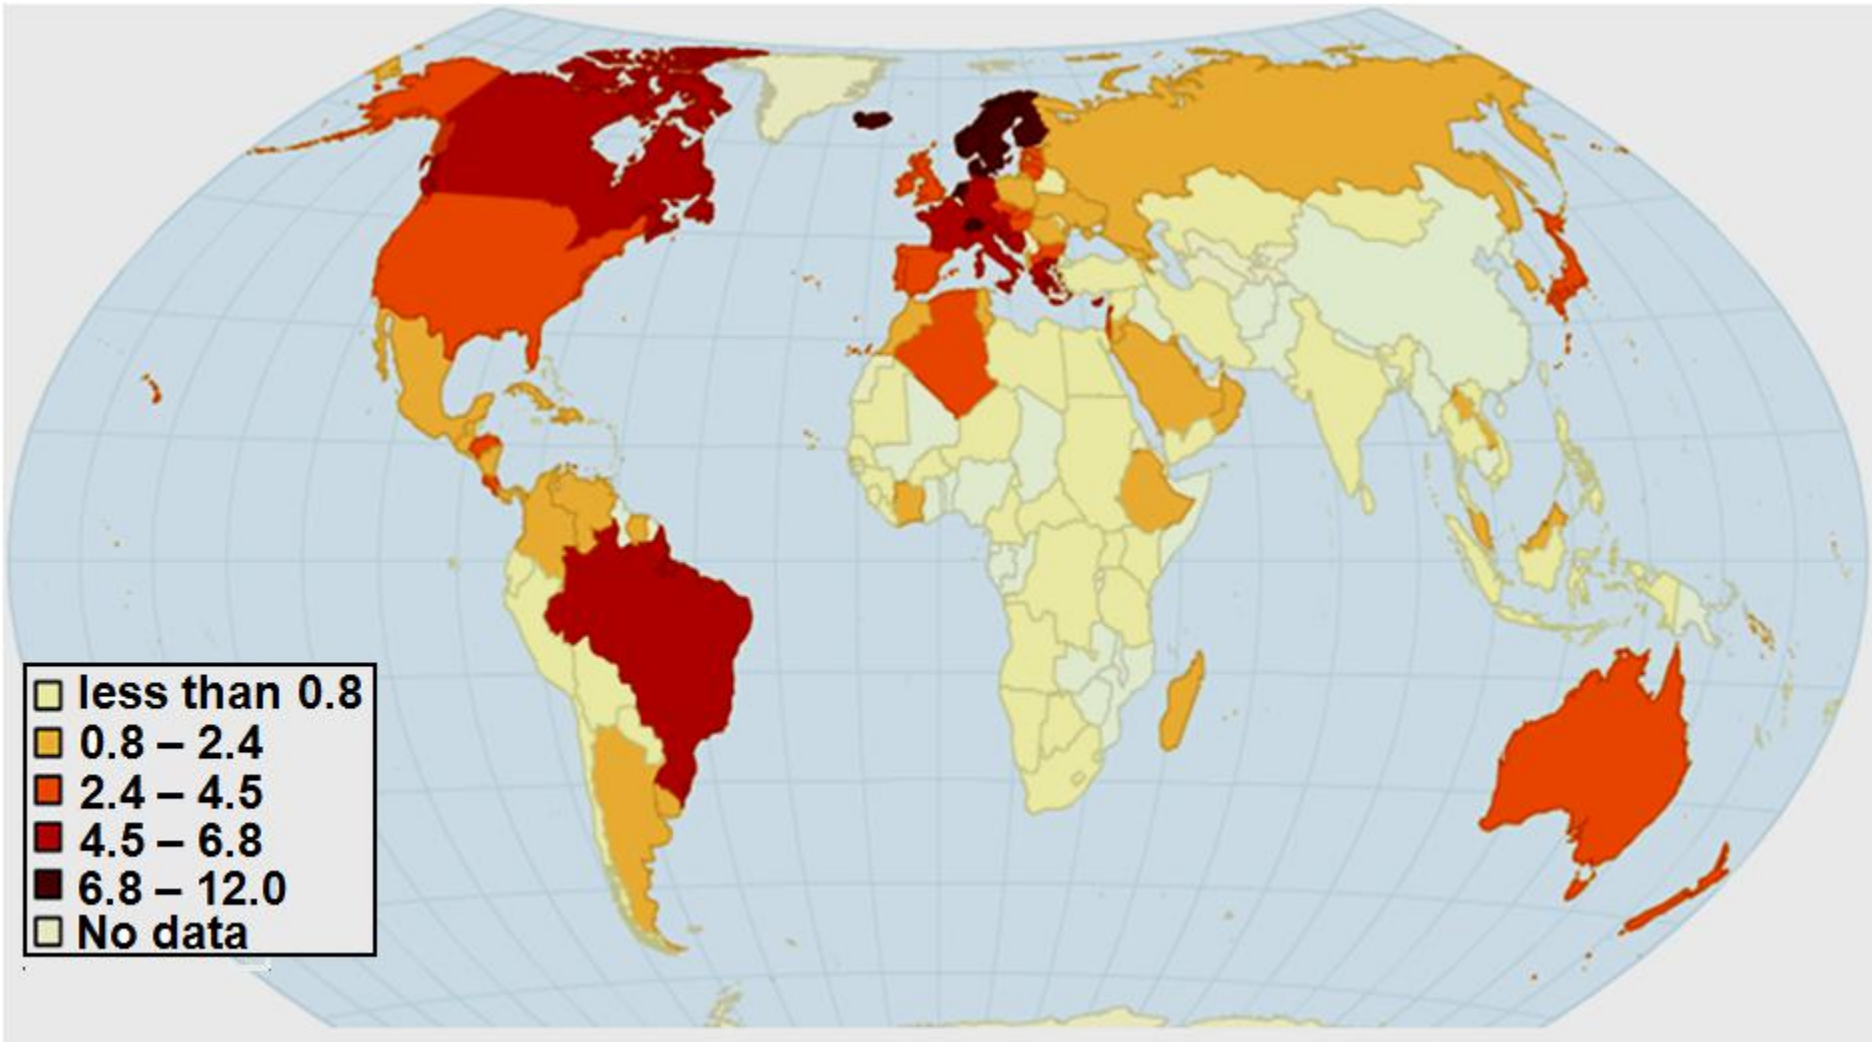 less than 0.8
0.8 – 2.4
2.4 – 4.5
4.5 – 6.8
6.8 – 12.0
No data